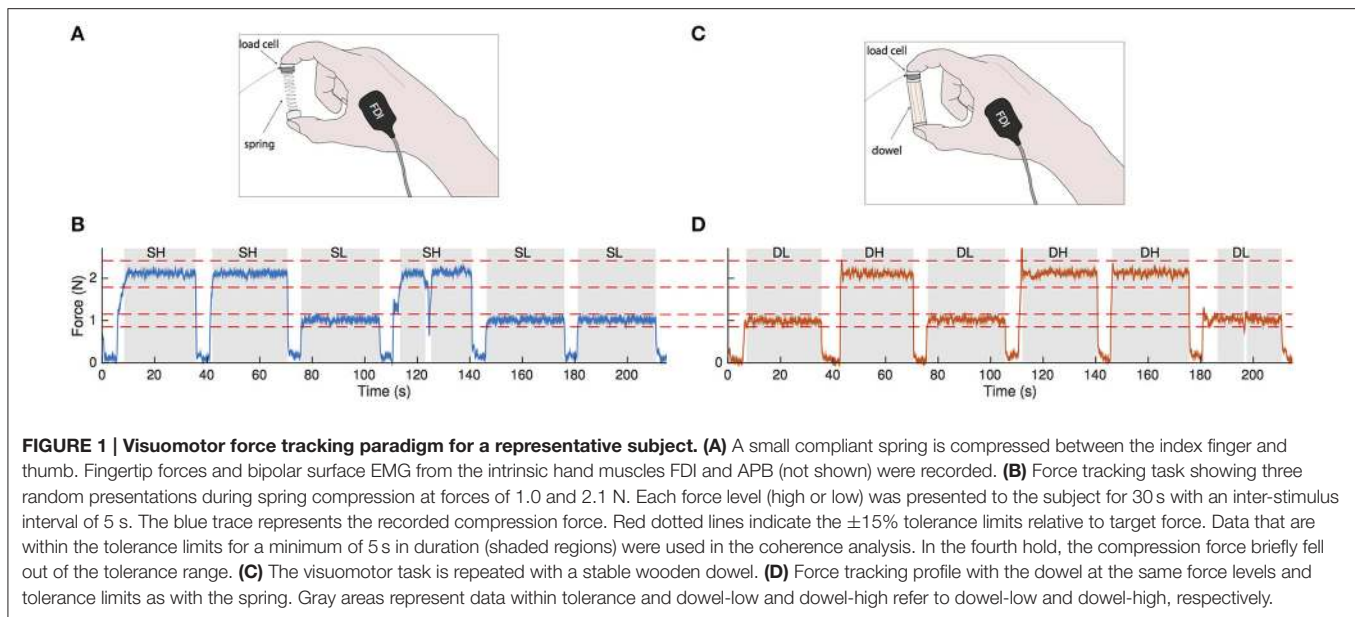 A
load cell
spring
FDI
C
load cell
dowel
FDI
B
SH SH SL SH SL SL
2
1
0
Force (N)
0 20 40 60 80 100 120 140 160 180 200
Time (s)
D
DL DH DL DH DH DL
2
1
0
0 20 40 60 80 100 120 140 160 180 200
Time (s)
FIGURE 1 | Visuomotor force tracking paradigm for a representative subject. (A) A small compliant spring is compressed between the index finger and
thumb. Fingertip forces and bipolar surface EMG from the intrinsic hand muscles FDI and APB (not shown) were recorded. (B) Force tracking task showing three
random presentations during spring compression at forces of 1.0 and 2.1 N. Each force level (high or low) was presented to the subject for 30 s with an inter-stimulus
interval of 5 s. The blue trace represents the recorded compression force. Red dotted lines indicate the ±15% tolerance limits relative to target force. Data that are
within the tolerance limits for a minimum of 5 s in duration (shaded regions) were used in the coherence analysis. In the fourth hold, the compression force briefly fell
out of the tolerance range. (C) The visuomotor task is repeated with a stable wooden dowel. (D) Force tracking profile with the dowel at the same force levels and
tolerance limits as with the spring. Gray areas represent data within tolerance and dowel-low and dowel-high refer to dowel-low and dowel-high, respectively.